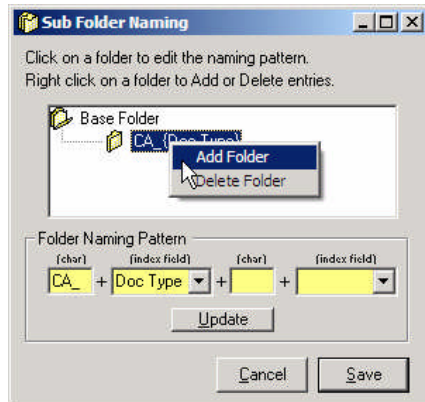 Sub Folder Naming
Click on a folder to edit the naming pattern.
Right click on a folder to Add or Delete entries.
Base Folder
CA_{Doc Type}
Add Folder
Delete Folder
Folder Naming Pattern
(char) (index field) (char) (index field)
CA_ + Doc Type + +
Update
Cancel Save